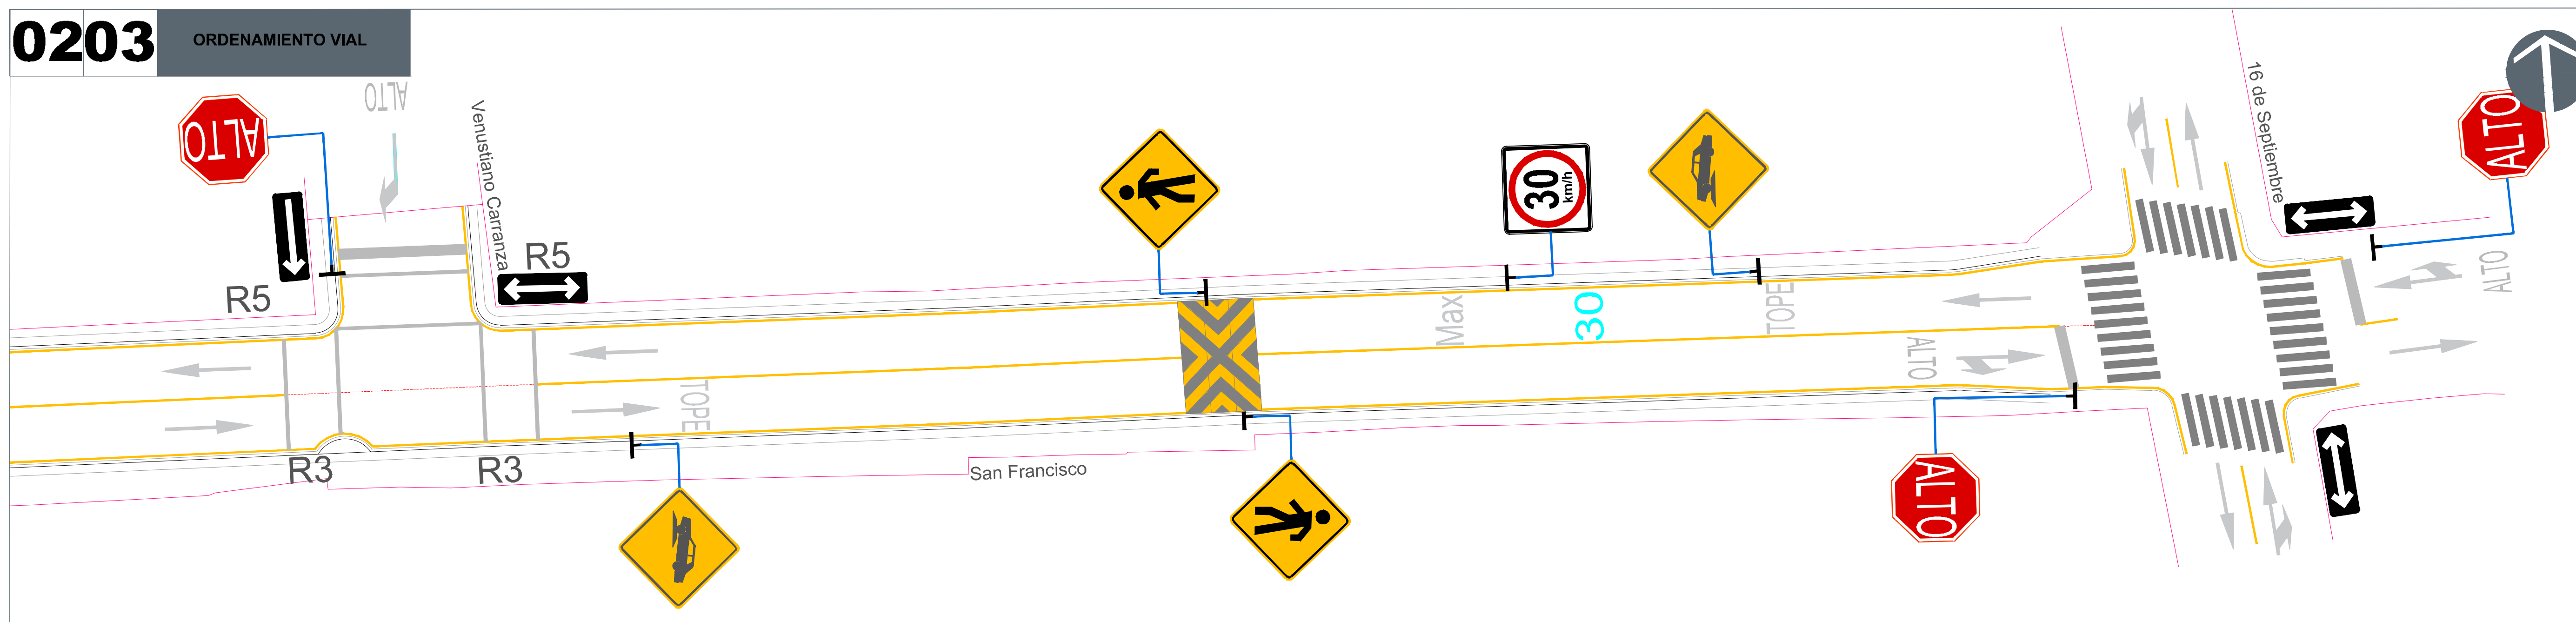 0203
ORDENAMIENTO VIAL
ALTO
ALTO
Venustiano Carranza
R5
R5
R3
R3
TOPE
San Francisco
30
km/h
Max
30
TOPE
ALTO
ALTO
16 de Septiembre
ALTO
ALTO